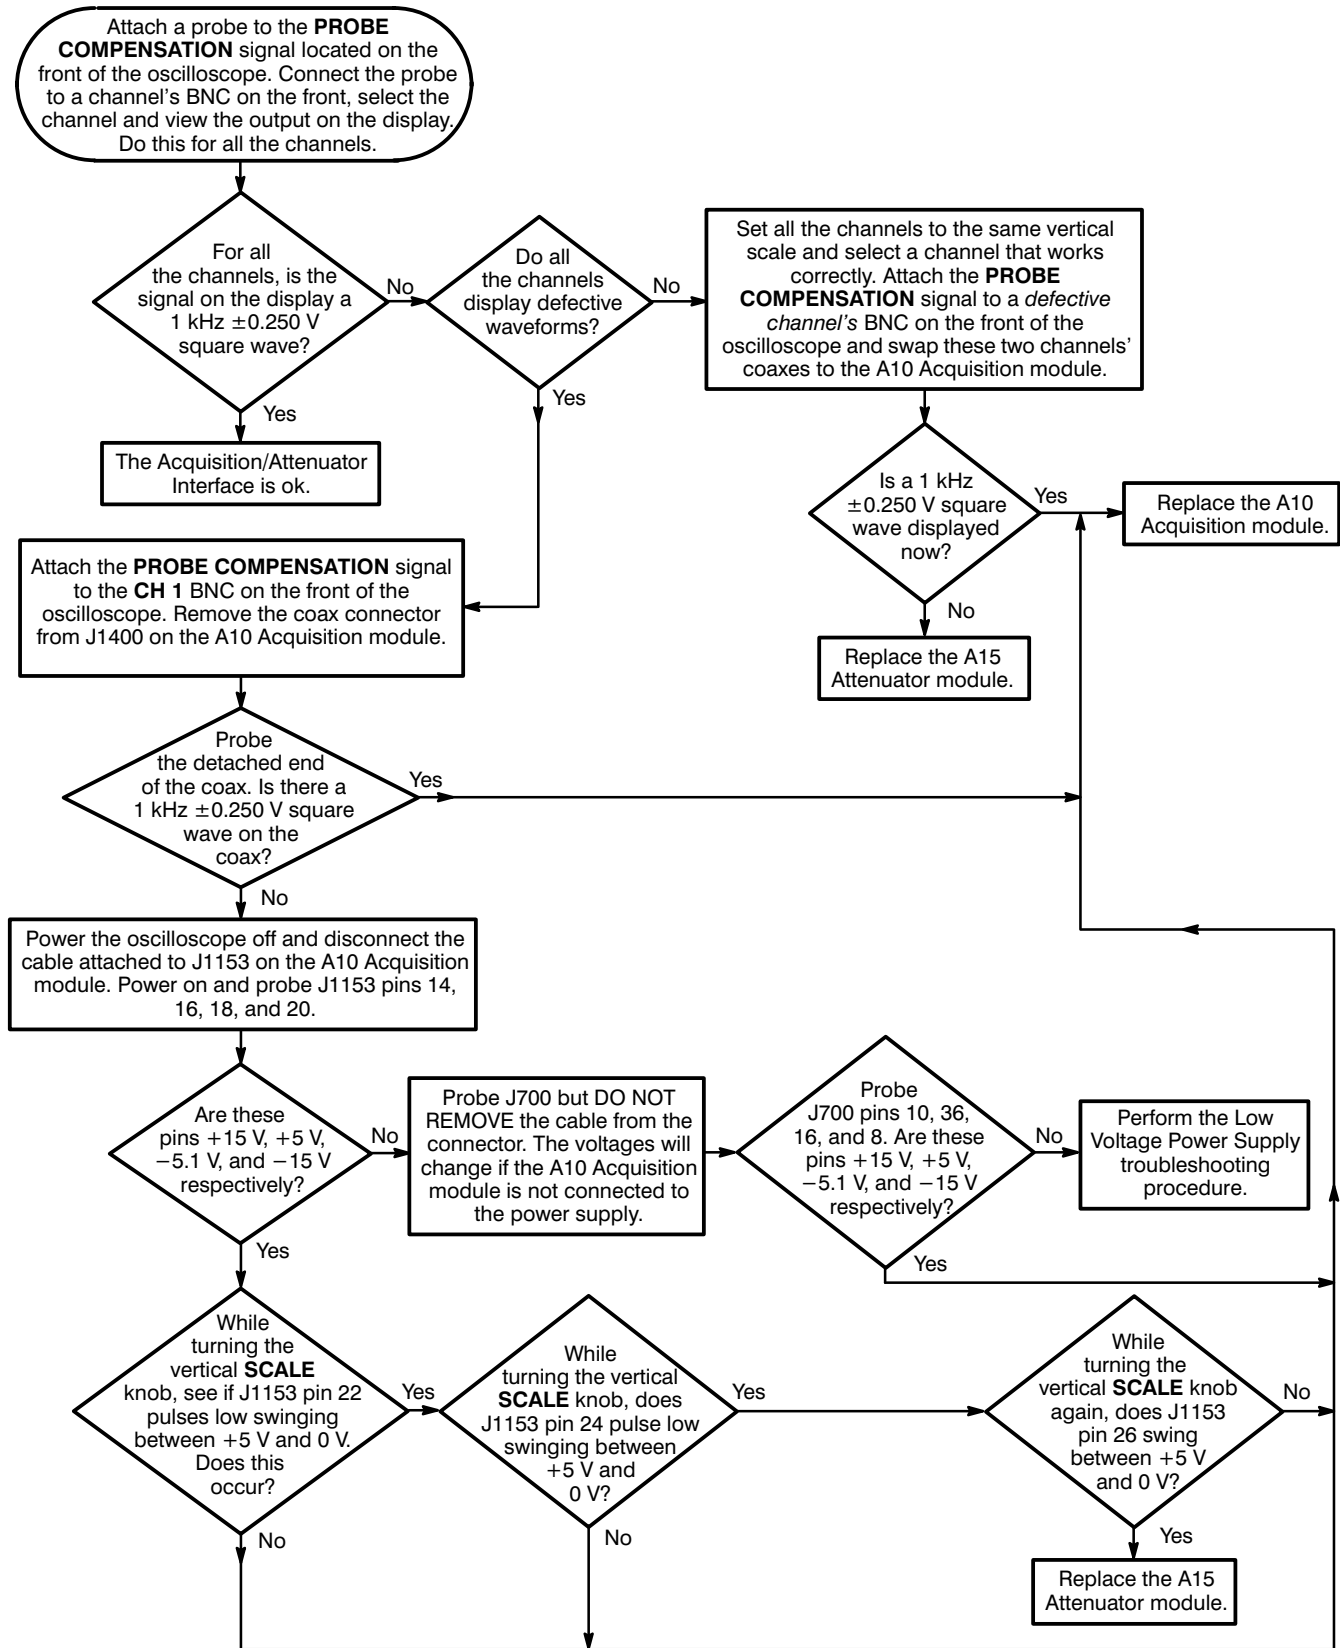 Attach a probe to the PROBE
COMPENSATION signal located on the
front of the oscilloscope. Connect the probe
to a channel's BNC on the front, select the
channel and view the output on the display.
Do this for all the channels.
For all
the channels, is the
signal on the display a
1 kHz ±0.250 V
square wave?
No
Yes
The Acquisition/Attenuator
Interface is ok.
Do all
the channels
display defective
waveforms?
No
Yes
Set all the channels to the same vertical
scale and select a channel that works
correctly. Attach the PROBE
COMPENSATION signal to a defective
channel's BNC on the front of the
oscilloscope and swap these two channels'
coaxes to the A10 Acquisition module.
Is a 1 kHz
±0.250 V square
wave displayed
now?
Yes
Replace the A10
Acquisition module.
No
Replace the A15
Attenuator module.
Attach the PROBE COMPENSATION signal
to the CH 1 BNC on the front of the
oscilloscope. Remove the coax connector
from J1400 on the A10 Acquisition module.
Probe
the detached end
of the coax. Is there a
1 kHz ±0.250 V square
wave on the
coax?
Yes
No
Power the oscilloscope off and disconnect the
cable attached to J1153 on the A10 Acquisition
module. Power on and probe J1153 pins 14,
16, 18, and 20.
Are these
pins +15 V, +5 V,
−5.1 V, and −15 V
respectively?
No
Yes
Probe J700 but DO NOT
REMOVE the cable from the
connector. The voltages will
change if the A10 Acquisition
module is not connected to
the power supply.
Probe
J700 pins 10, 36,
16, and 8. Are these
pins +15 V, +5 V,
−5.1 V, and −15 V
respectively?
No
Yes
Perform the Low
Voltage Power Supply
troubleshooting
procedure.
While
turning the
vertical SCALE
knob, see if J1153 pin 22
pulses low swinging
between +5 V and 0 V.
Does this
occur?
Yes
No
While
turning the vertical
SCALE knob, does
J1153 pin 24 pulse low
swinging between
+5 V and
0 V?
Yes
No
While
turning the
vertical SCALE knob
again, does J1153
pin 26 swing
between +5 V
and 0 V?
No
Yes
Replace the A15
Attenuator module.